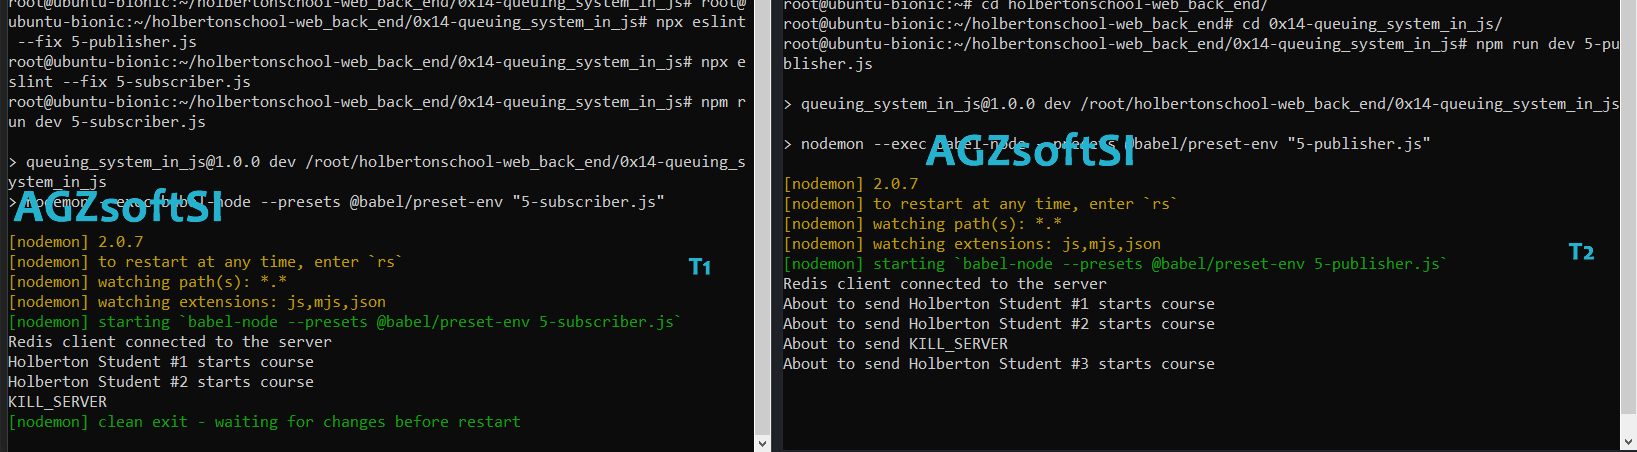 root@ubuntu-bionic:~/holbertonschool-web_back_end/0x14-queuing_system_in_js# root@
ubuntu-bionic:~/holbertonschool-web_back_end/0x14-queuing_system_in_js# npx eslint
 --fix 5-publisher.js
root@ubuntu-bionic:~/holbertonschool-web_back_end/0x14-queuing_system_in_js# npx e
slint --fix 5-subscriber.js
root@ubuntu-bionic:~/holbertonschool-web_back_end/0x14-queuing_system_in_js# npm r
un dev 5-subscriber.js
> queuing_system_in_js@1.0.0 dev /root/holbertonschool-web_back_end/0x14-queuing_s
ystem_in_js
> nodemon --exec babel-node --presets @babel/preset-env "5-subscriber.js"
AGZsoftSI
[nodemon] 2.0.7
[nodemon] to restart at any time, enter `rs`
[nodemon] watching path(s): *.*
[nodemon] watching extensions: js,mjs,json
[nodemon] starting `babel-node --presets @babel/preset-env 5-subscriber.js`
Redis client connected to the server
Holberton Student #1 starts course
Holberton Student #2 starts course
KILL_SERVER
[nodemon] clean exit - waiting for changes before restart
T1
root@ubuntu-bionic:~# cd holbertonschool-web_back_end/
root@ubuntu-bionic:~/holbertonschool-web_back_end# cd 0x14-queuing_system_in_js/
root@ubuntu-bionic:~/holbertonschool-web_back_end/0x14-queuing_system_in_js# npm run dev 5-pu
blisher.js
> queuing_system_in_js@1.0.0 dev /root/holbertonschool-web_back_end/0x14-queuing_system_in_js
> nodemon --exec babel-node --presets @babel/preset-env "5-publisher.js"
AGZsoftSI
[nodemon] 2.0.7
[nodemon] to restart at any time, enter `rs`
[nodemon] watching path(s): *.*
[nodemon] watching extensions: js,mjs,json
[nodemon] starting `babel-node --presets @babel/preset-env 5-publisher.js`
Redis client connected to the server
About to send Holberton Student #1 starts course
About to send Holberton Student #2 starts course
About to send KILL_SERVER
About to send Holberton Student #3 starts course
T2